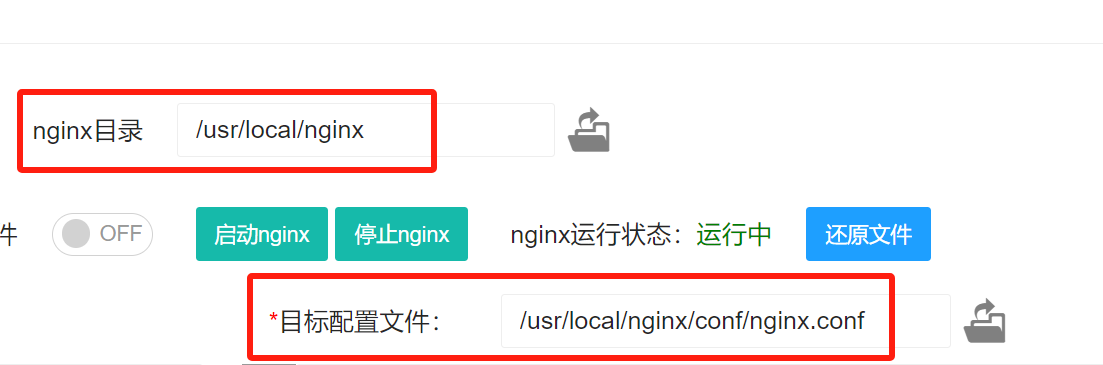 nginx目录 /usr/local/nginx
件 OFF 启动nginx 停止nginx nginx运行状态：运行中 还原文件
*目标配置文件： /usr/local/nginx/conf/nginx.conf